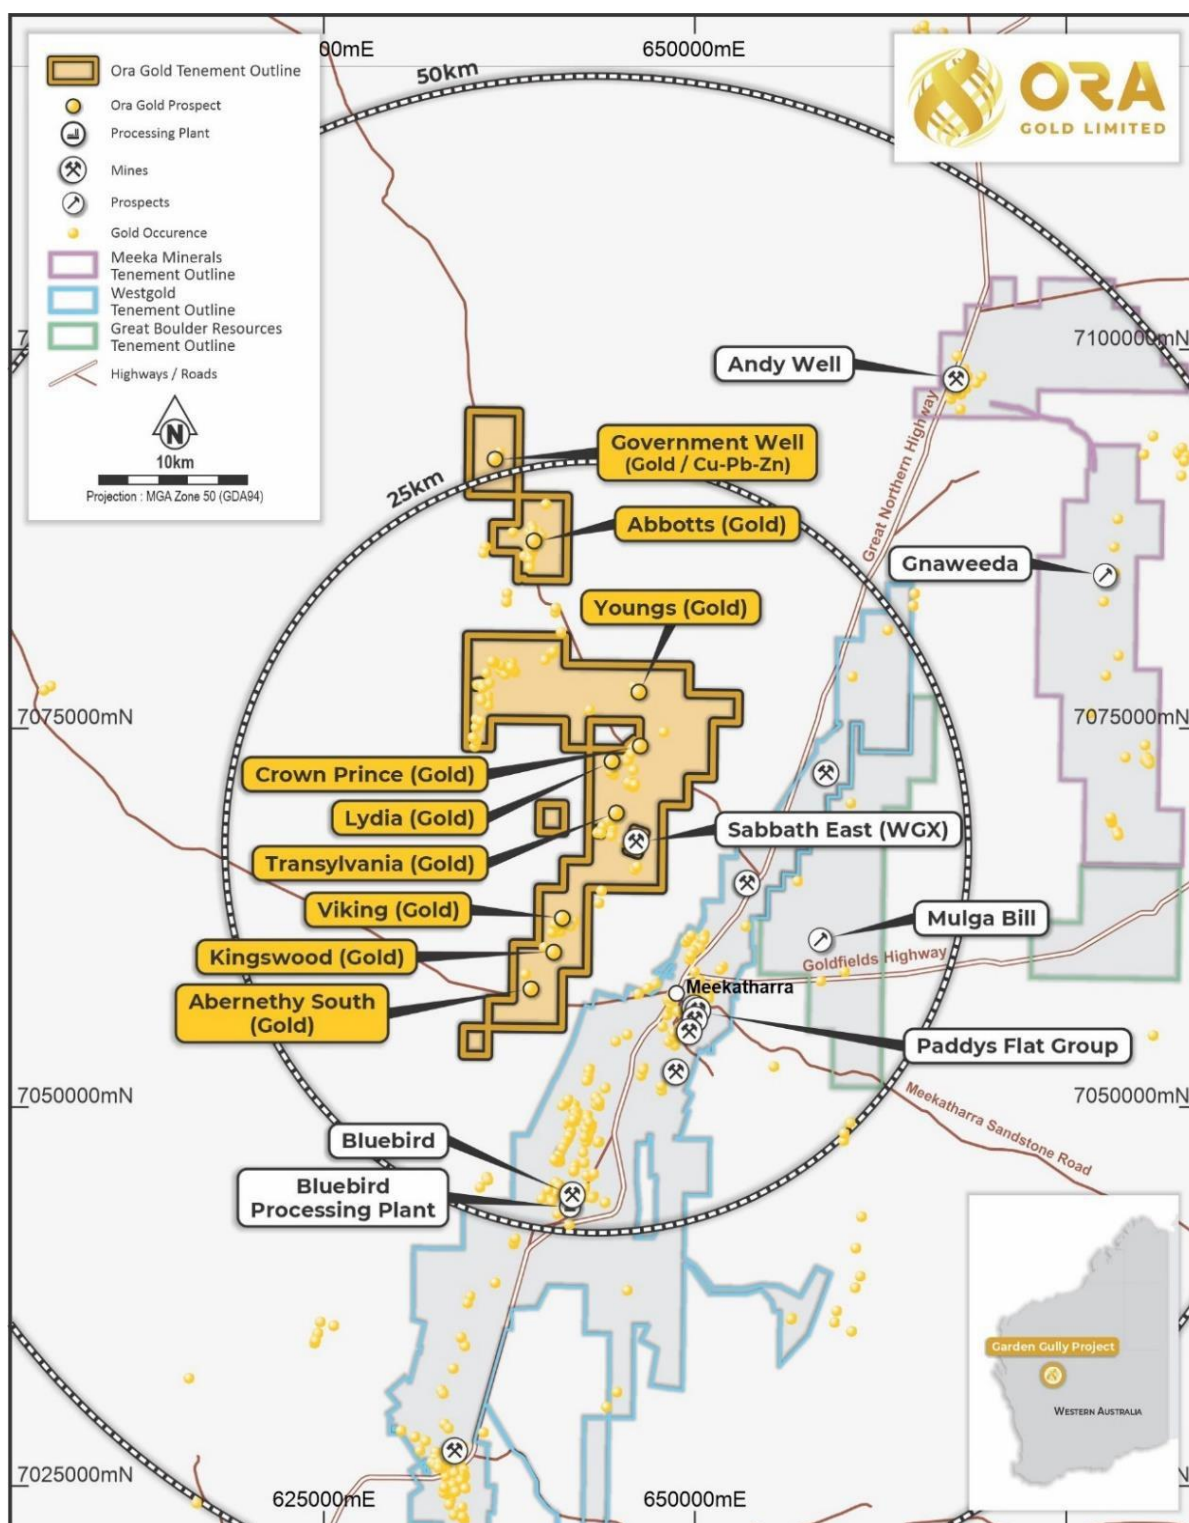 00000mE
650000mE
50km
Ora Gold Tenement Outline
Ora Gold Prospect
Processing Plant
Mines
Prospects
Gold Occurence
Meeka Minerals
Tenement Outline
Westgold
Tenement Outline
Great Boulder Resources
Tenement Outline
Highways / Roads
N
10km
Projection : MGA Zone 50 (GDA94)
ORA
GOLD LIMITED
7100000mN
Andy Well
Great Northern Highway
Government Well
(Gold / Cu-Pb-Zn)
25km
Abbotts (Gold)
Gnaweeda
Youngs (Gold)
7075000mN
7075000mN
Crown Prince (Gold)
Lydia (Gold)
Sabbath East (WGX)
Transylvania (Gold)
Viking (Gold)
Mulga Bill
Kingswood (Gold)
Goldfields Highway
Meekatharra
Abernethy South
(Gold)
Paddys Flat Group
7050000mN
7050000mN
Meekatharra Sandstone Road
Bluebird
Bluebird
Processing Plant
Garden Gully Project
WESTERN AUSTRALIA
7025000mN
625000mE
650000mE